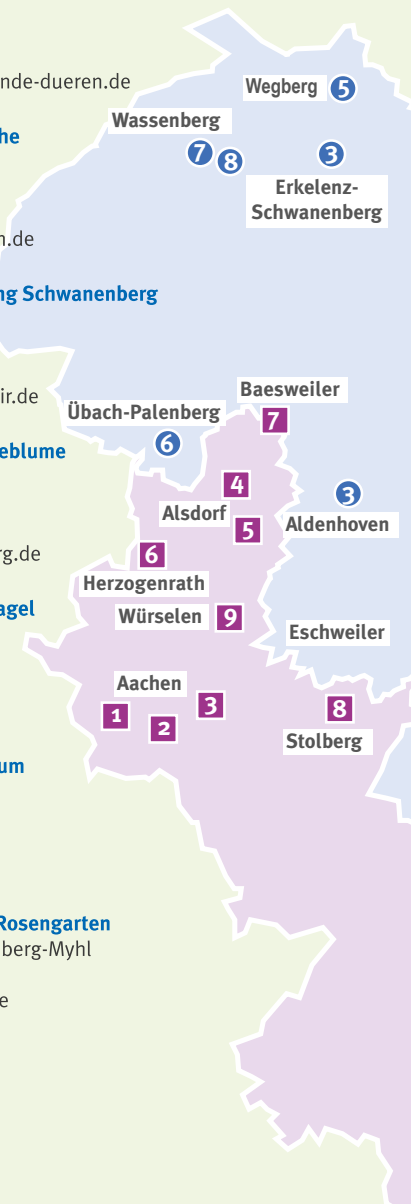 nde-dueren.de
he
n.de
ng Schwanenberg
ir.de
eblume
rg.de
agel
um
Rosengarten
berg-Myhl
e
Wegberg 5
Wassenberg
7 8 3
Erkelenz-
Schwanenberg
Baesweiler
7
Übach-Palenberg
6
4
3
Alsdorf
5
Aldenhoven
6
Herzogenrath
Würselen 9
Eschweiler
Aachen
1 2 3
8
Stolberg